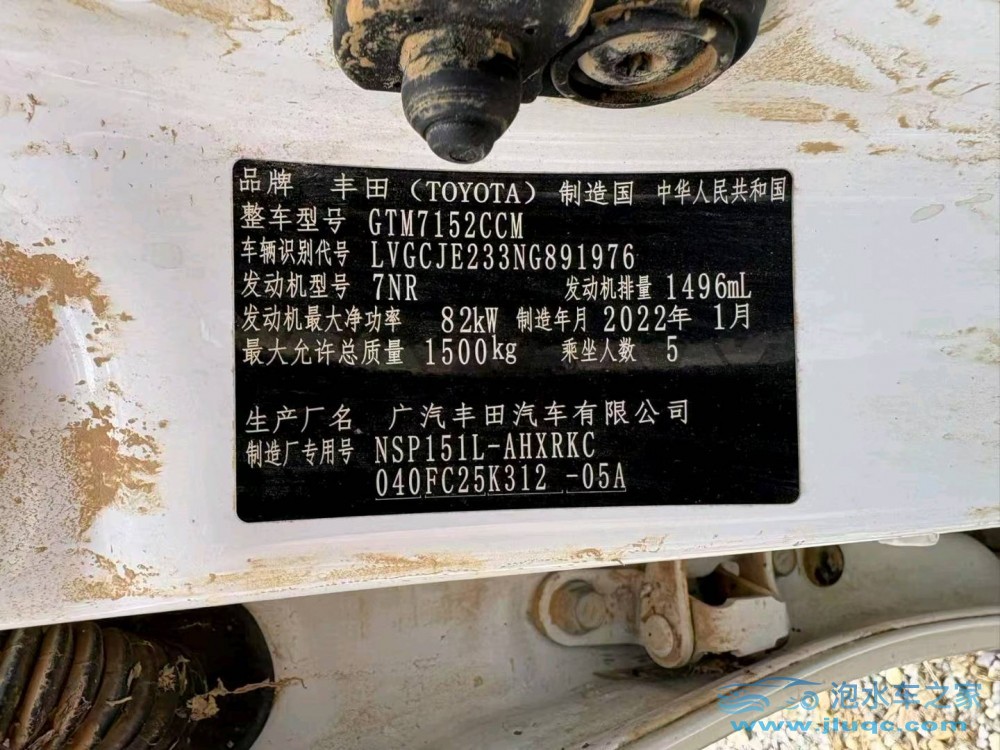 品牌 丰田（TOYOTA） 制造国 中华人民共和国
整车型号 GTM7152CCM
车辆识别代号 LVGCJE233NG891976
发动机型号 7NR 发动机排量 1496mL
发动机最大净功率 82kW 制造年月 2022年 1月
最大允许总质量 1500kg 乘坐人数 5
生产厂名 广汽丰田汽车有限公司
制造厂专用号 NSP151L-AHXRKC
040FC25K312 -05A
泡水车之家
www.jluqc.com